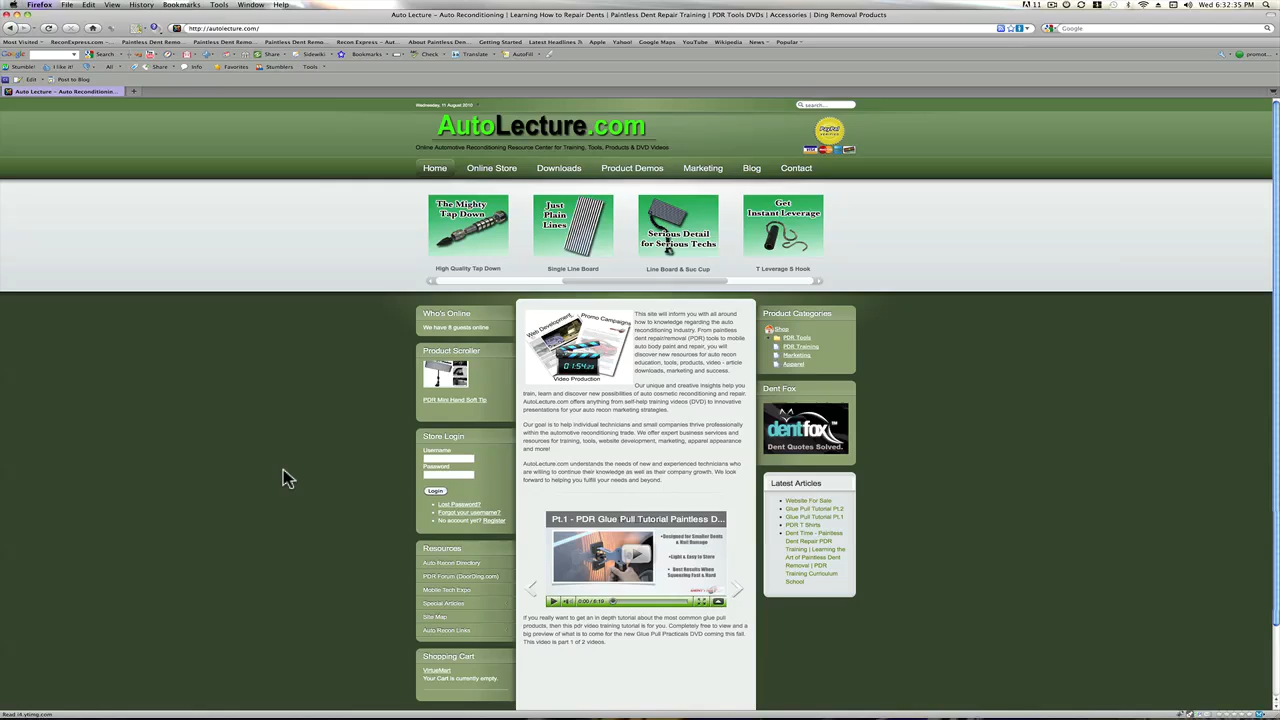 Firefox File Edit View History Bookmarks Tools Window Help
11
Wed 6:32:35 PM
Auto Lecture – Auto Reconditioning | Learning How to Repair Dents | Paintless Dent Repair Training | PDR Tools DVDs | Accessories | Ding Removal Products
http://autolecture.com/
Google
Most Visited ReconExpress.com – ... Paintless Dent Remo... Paintless Dent Remo... Paintless Dent Remo... Recon Express – Aut... About Paintless Den... Getting Started Latest Headlines Apple Yahoo! Google Maps YouTube Wikipedia News Popular
Search Share Sidewiki Bookmarks Check Translate AutoFill
promot...
Stumble! I like it! All Share Info Favorites Stumblers Tools
Edit Post to Blog
Auto Lecture – Auto Reconditionin...
Wednesday, 11 August 2010
search...
AutoLecture.com
PayPal
VERIFIED
VISA
Online Automotive Reconditioning Resource Center for Training, Tools, Products & DVD Videos
Home Online Store Downloads Product Demos Marketing Blog Contact
The Mighty
Tap Down
Just
Plain
Lines
Serious Detail
for Serious Techs
Get
Instant Leverage
High Quality Tap Down
Single Line Board
Line Board & Suc Cup
T Leverage S Hook
Who's Online
We have 8 guests online
Product Scroller
PDR Mini Hand Soft Tip
Store Login
Username
Password
Login
Lost Password?
Forgot your username?
No account yet? Register
Resources
Auto Recon Directory
PDR Forum (DoorDing.com)
Mobile Tech Expo
Special Articles
Site Map
Auto Recon Links
Shopping Cart
VirtueMart
Your Cart is currently empty.
Web Development
Promo Campaigns
01:54:23
Video Production
This site will inform you with all around
how to knowledge regarding the auto
reconditioning industry. From paintless
dent repair/removal (PDR) tools to mobile
auto body paint and repair, you will
discover new resources for auto recon
education, tools, products, video - article
downloads, marketing and success.
Our unique and creative insights help you
train, learn and discover new possibilities of auto cosmetic reconditioning and repair.
AutoLecture.com offers anything from self-help training videos (DVD) to innovative
presentations for your auto recon marketing strategies.
Our goal is to help individual technicians and small companies thrive professionally
within the automotive reconditioning trade. We offer expert business services and
resources for training, tools, website development, marketing, apparel appearance
and more!
AutoLecture.com understands the needs of new and experienced technicians who
are willing to continue their knowledge as well as their company growth. We look
forward to helping you fulfill your needs and beyond.
Pt.1 - PDR Glue Pull Tutorial Paintless D...
•Designed for Smaller Dents
& Hail Damage
•Light & Easy to Store
• Best Results When
Squeezing Fast & Hard
0:00 / 8:19
If you really want to get an in depth tutorial about the most common glue pull
products, then this pdr video training tutorial is for you. Completely free to view and a
big preview of what is to come for the new Glue Pull Practicals DVD coming this fall.
This video is part 1 of 2 videos.
Product Categories
Shop
PDR Tools
PDR Training
Marketing
Apparel
Dent Fox
dentfox
Dent Quotes Solved.
Latest Articles
Website For Sale
Glue Pull Tutorial Pt.2
Glue Pull Tutorial Pt.1
PDR T Shirts
Dent Time - Paintless
Dent Repair PDR
Training | Learning the
Art of Paintless Dent
Removal | PDR
Training Curriculum
School
Read i4.ytimg.com